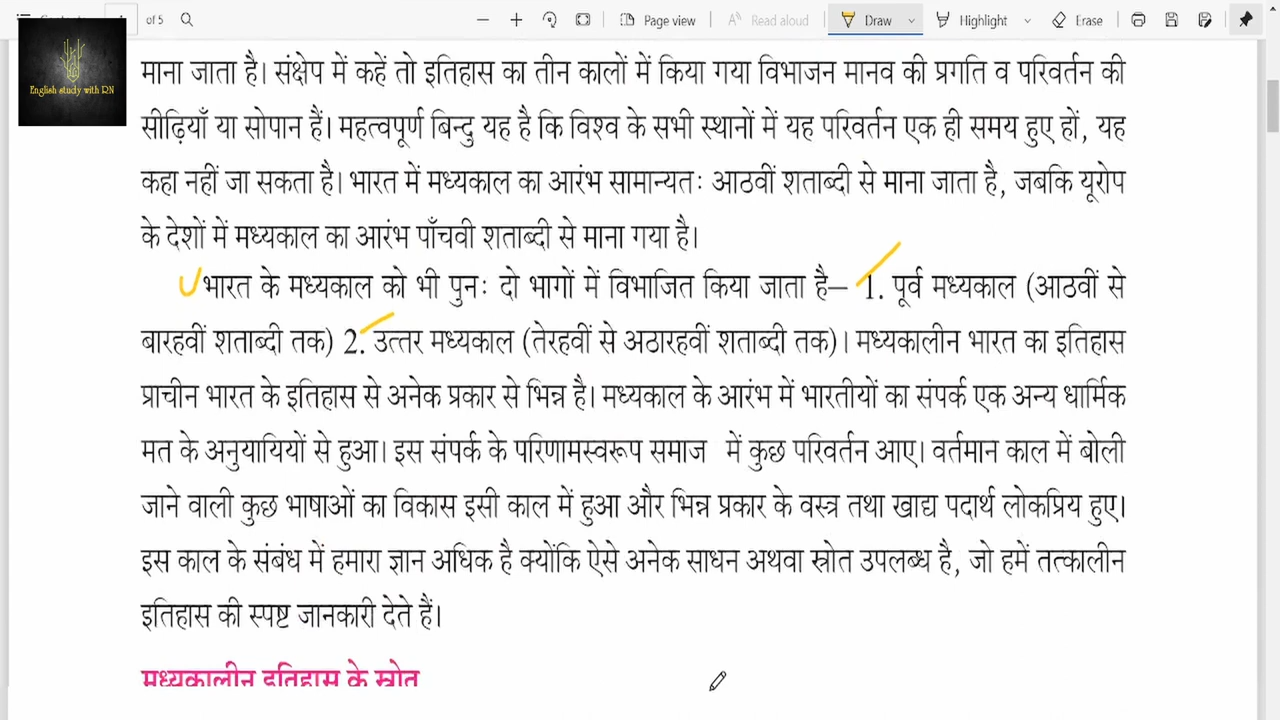 of 5
Page view
Read aloud
Draw
Highlight
Erase
English study with RN
माना जाता है। संक्षेप में कहें तो इतिहास का तीन कालों में किया गया विभाजन मानव की प्रगति व परिवर्तन की
सीढ़ियाँ या सोपान हैं। महत्वपूर्ण बिन्दु यह है कि विश्व के सभी स्थानों में यह परिवर्तन एक ही समय हुए हों, यह
कहा नहीं जा सकता है। भारत में मध्यकाल का आरंभ सामान्यतः आठवीं शताब्दी से माना जाता है, जबकि यूरोप
के देशों में मध्यकाल का आरंभ पाँचवी शताब्दी से माना गया है।
भारत के मध्यकाल को भी पुनः दो भागों में विभाजित किया जाता है– 1. पूर्व मध्यकाल (आठवीं से
बारहवीं शताब्दी तक) 2. उत्तर मध्यकाल (तेरहवीं से अठारहवीं शताब्दी तक)। मध्यकालीन भारत का इतिहास
प्राचीन भारत के इतिहास से अनेक प्रकार से भिन्न है। मध्यकाल के आरंभ में भारतीयों का संपर्क एक अन्य धार्मिक
मत के अनुयायियों से हुआ। इस संपर्क के परिणामस्वरूप समाज में कुछ परिवर्तन आए। वर्तमान काल में बोली
जाने वाली कुछ भाषाओं का विकास इसी काल में हुआ और भिन्न प्रकार के वस्त्र तथा खाद्य पदार्थ लोकप्रिय हुए।
इस काल के संबंध में हमारा ज्ञान अधिक है क्योंकि ऐसे अनेक साधन अथवा स्रोत उपलब्ध है, जो हमें तत्कालीन
इतिहास की स्पष्ट जानकारी देते हैं।
मध्यकालीन इतिहास के स्रोत